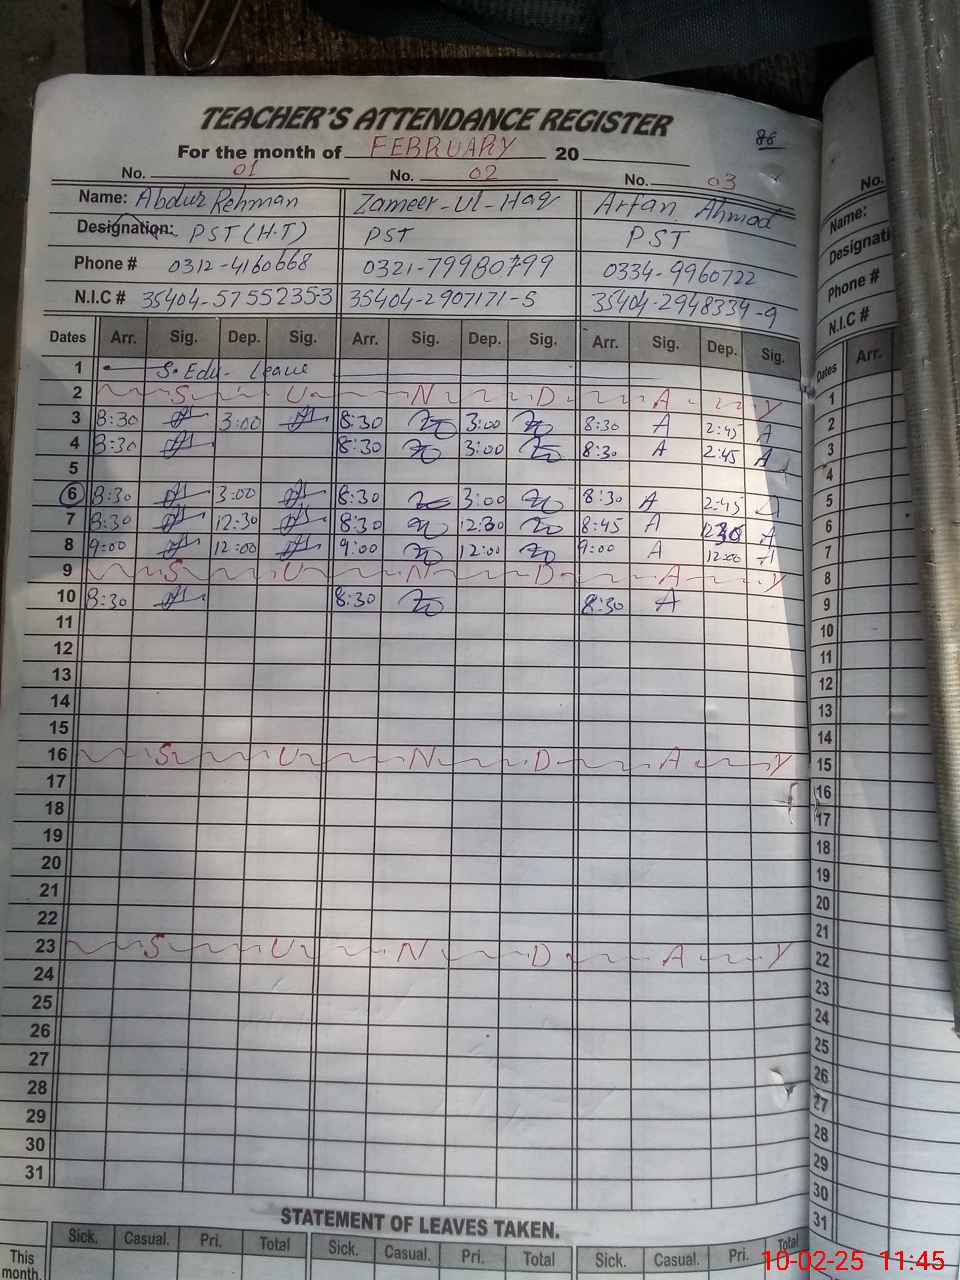 TEACHER'S ATTENDANCE REGISTER
88
For the month of FEBRUARY 20
No. 01 No. 02 No. 03
Name: Abdur Rehman Zameer-Ul-Haq Arfan Ahmad
Designation: PST (H.T) PST PST
Phone # 0312-4160668 0321-79980799 0334-9960722
N.I.C # 35404-5755235-3 35404-2907171-5 35404-2948334-9
Dates Arr. Sig. Dep. Sig. Arr. Sig. Dep. Sig. Arr. Sig. Dep. Sig.
1 S.Edu- Leave
2 S U N D A Y
3 8:30 3:00 8:30 3:00 8:30 A 2:45 A
4 8:30 8:30 3:00 8:30 A 2:45 A
5
6 8:30 3:00 8:30 3:00 8:30 A 2:45
7 8:30 12:30 8:30 12:30 8:45 A 12:30 A
8 9:00 12:00 9:00 12:00 9:00 A 12:00
9 S U N D A Y
10 8:30 8:30 8:30 A
11
12
13
14
15
16 S U N D A Y
17
18
19
20
21
22
23 S U N D A Y
24
25
26
27
28
29
30
31
STATEMENT OF LEAVES TAKEN.
Sick. Casual. Pri. Total Sick. Casual. Pri. Total Sick. Casual. Pri. Total
This
month.
No.
Name:
Designati
Phone #
N.I.C #
Dates Arr.
1
2
3
4
5
6
7
8
9
10
11
12
13
14
15
16
17
18
19
20
21
22
23
24
25
26
27
28
29
30
31
10-02-25 11:45